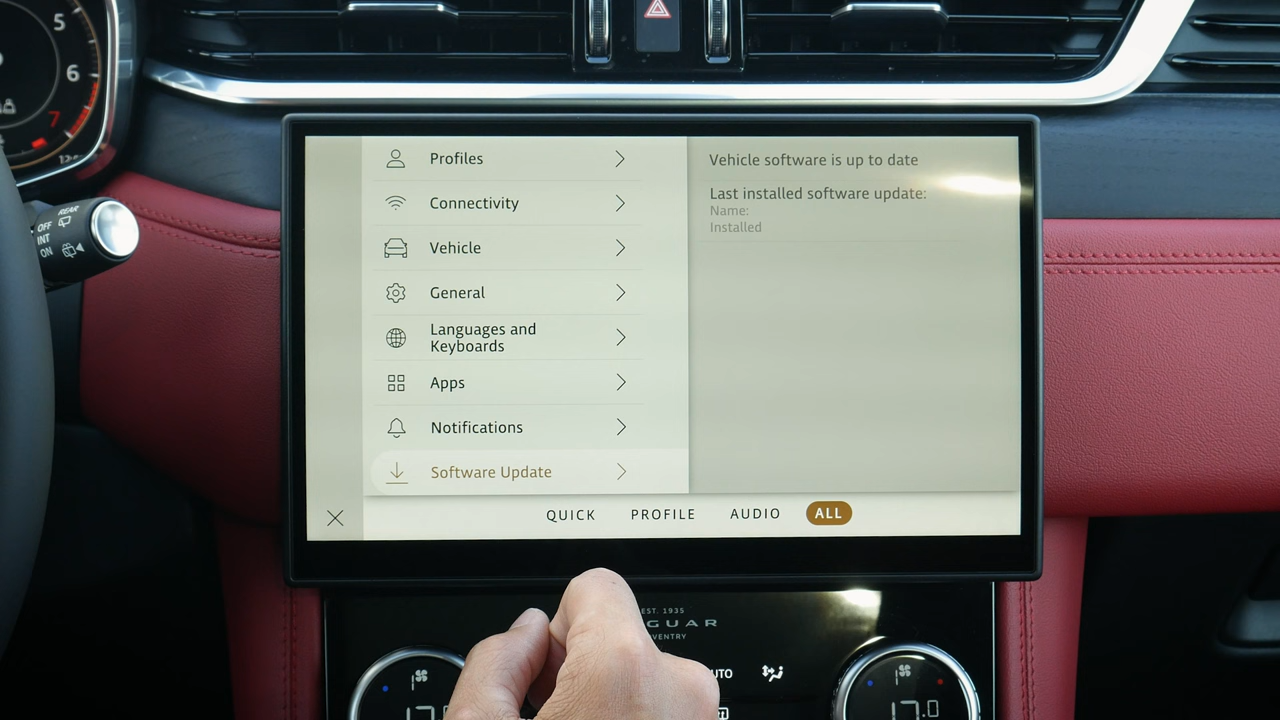 5
6
7
REAR
OFF
INT
ON
Profiles
Connectivity
Vehicle
General
Languages and
Keyboards
Apps
Notifications
Software Update
Vehicle software is up to date
Last installed software update:
Name:
Installed
QUICK
PROFILE
AUDIO
ALL
EST. 1935
GUAR
VENTRY
UTO
17.0